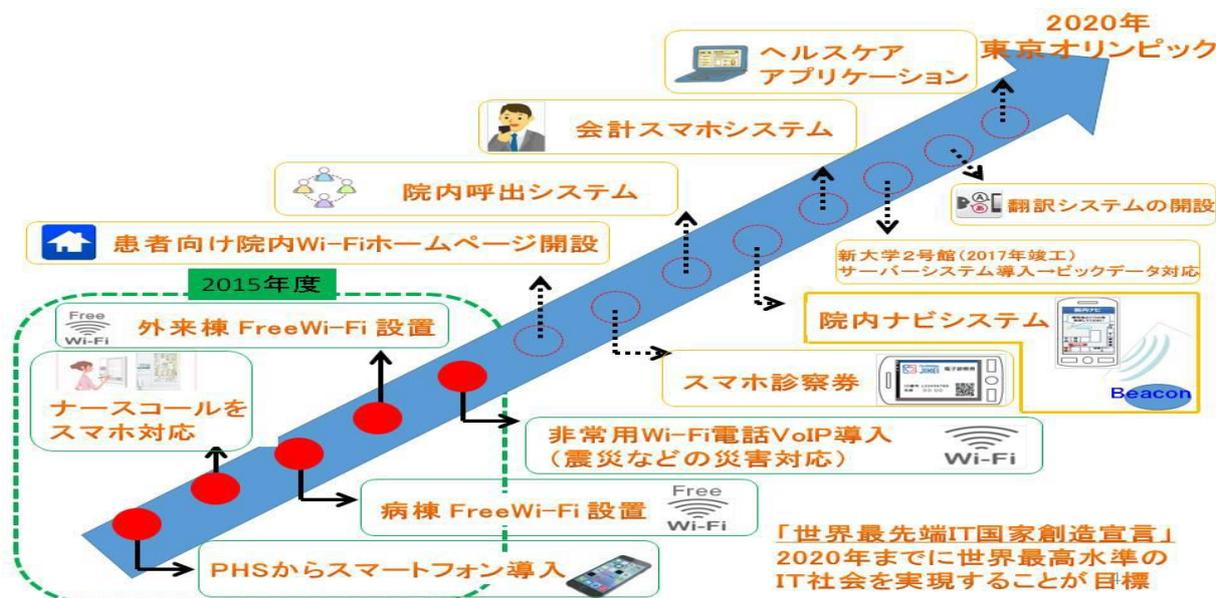 2020年
東京オリンピック
ヘルスケア
アプリケーション
会計スマホシステム
院内呼出システム
翻訳システムの開設
患者向け院内Wi-Fiホームページ開設
新大学2号館(2017年竣工)
サーバーシステム導入→ビックデータ対応
2015年度
Free
Wi-Fi
外来棟 FreeWi-Fi 設置
院内ナビシステム
院内ナビ
Beacon
スマホ診察券
JIKEI 電子診察券
ナースコールを
スマホ対応
非常用Wi-Fi電話VoIP導入
(震災などの災害対応)
Wi-Fi
病棟 FreeWi-Fi 設置
Free
Wi-Fi
PHSからスマートフォン導入
「世界最先端IT国家創造宣言」
2020年までに世界最高水準の
IT社会を実現することが目標
4